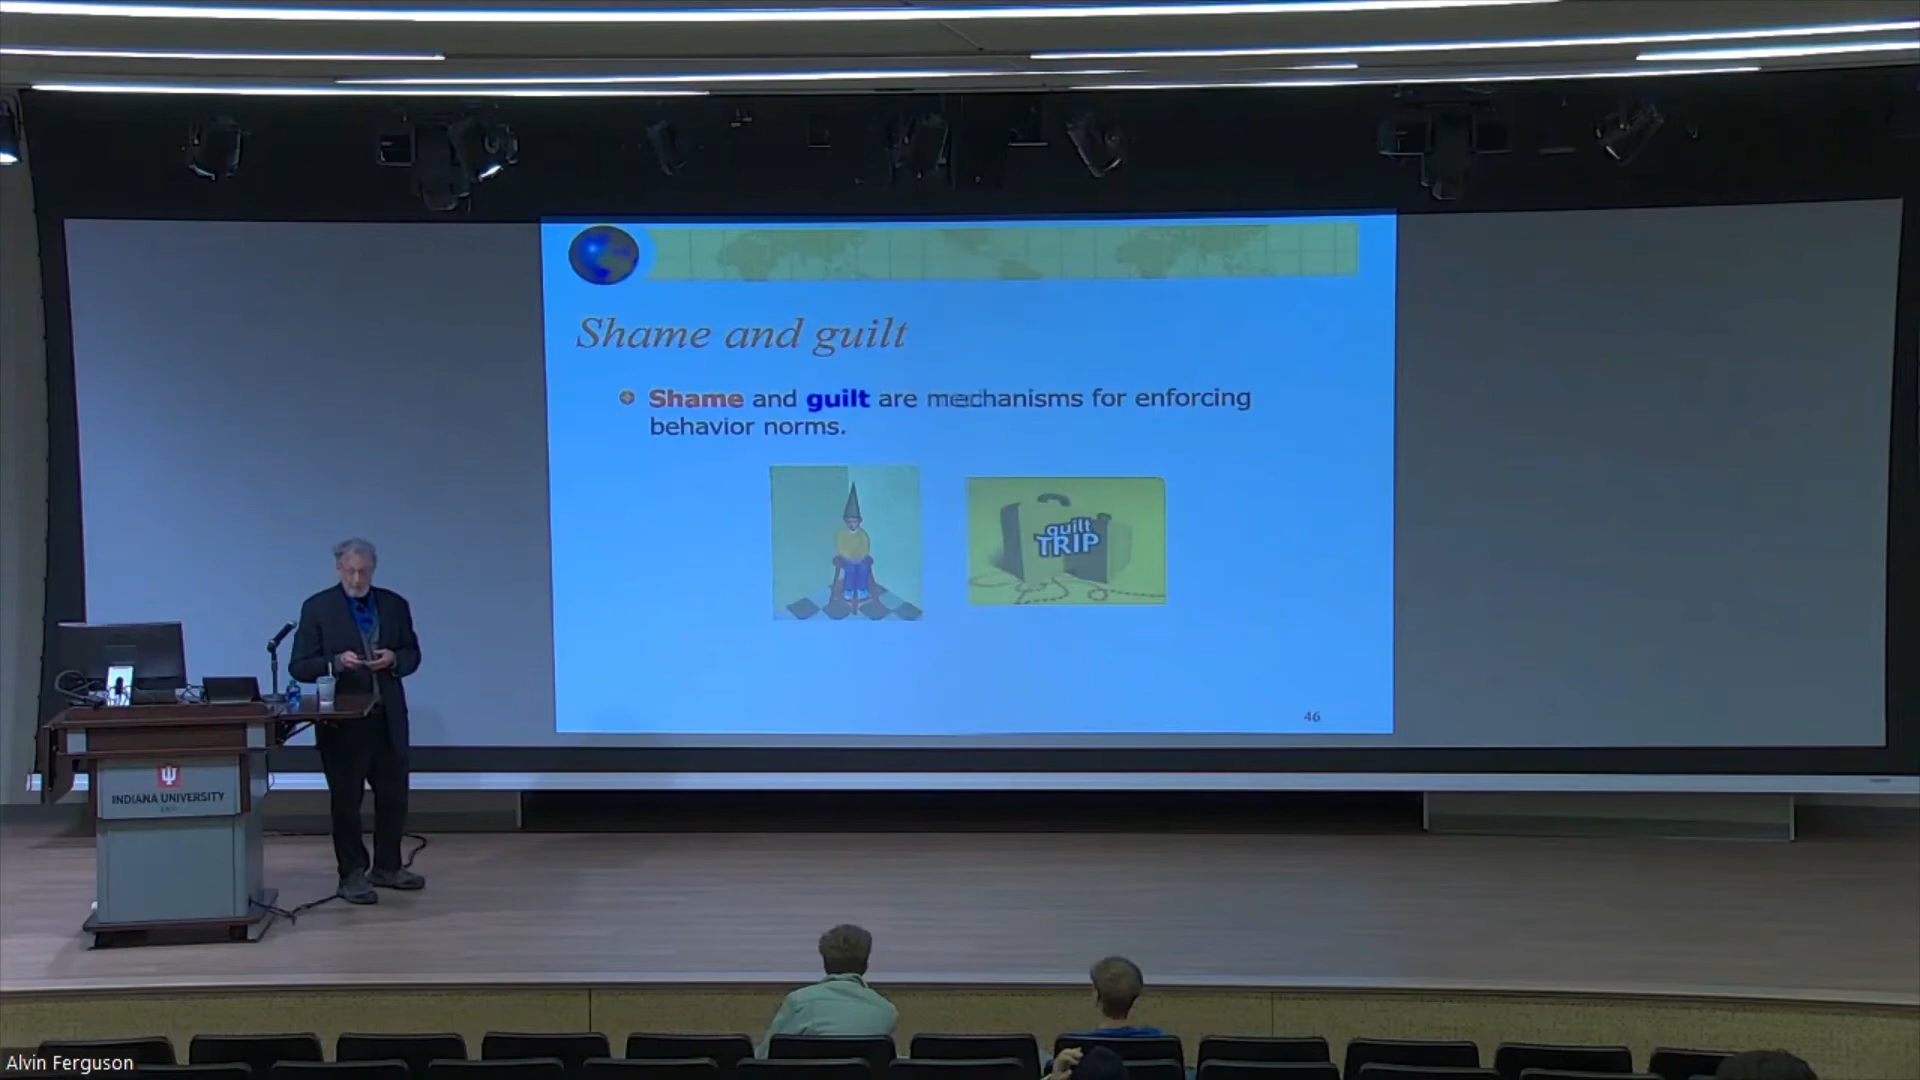 Shame and guilt
Shame and guilt are mechanisms for enforcing
behavior norms.
guilt
TRIP
46
INDIANA UNIVERSITY
Alvin Ferguson